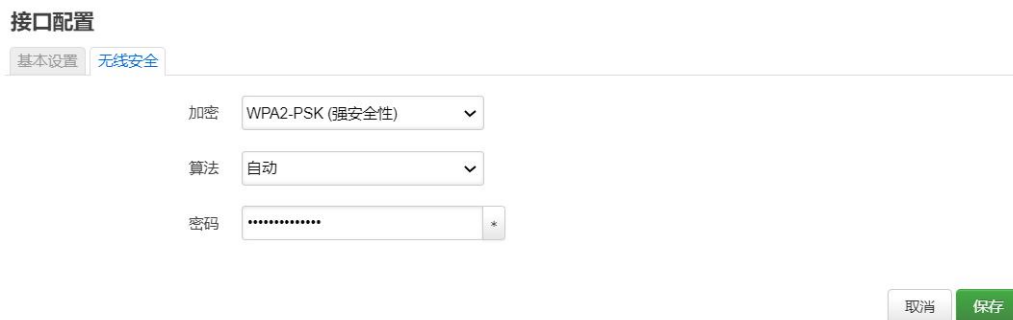 接口配置
基本设置 无线安全
加密 WPA2-PSK (强安全性)
算法 自动
密码 •••••••••••••• *
取消 保存